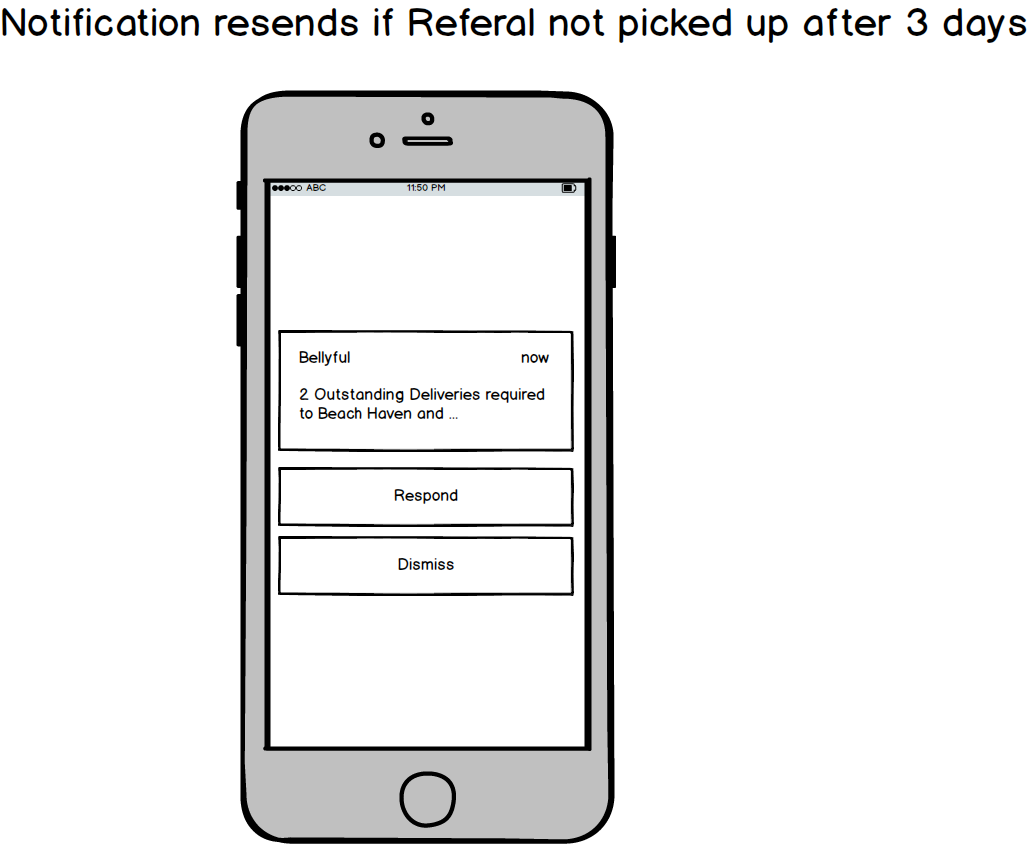 Notification resends if Referal not picked up after 3 days
ABC 11:50 PM
Bellyful now
2 Outstanding Deliveries required
to Beach Haven and ...
Respond
Dismiss